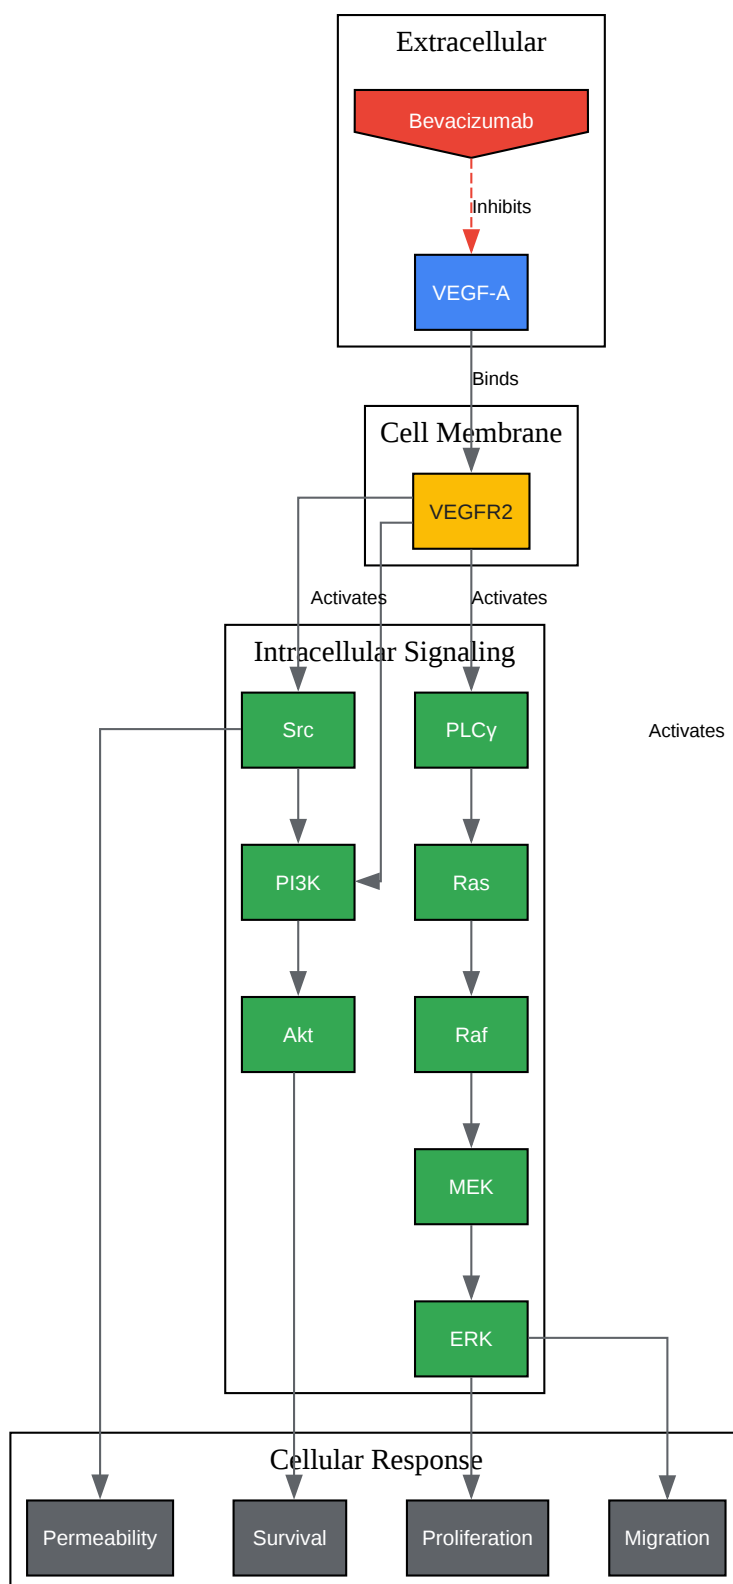 Extracellular
Bevacizumab
Inhibits
VEGF-A
Binds
Cell Membrane
VEGFR2
Activates
Activates
Intracellular Signaling
Src
PLCγ
Activates
PI3K
Ras
Akt
Raf
MEK
ERK
Cellular Response
Permeability
Survival
Proliferation
Migration